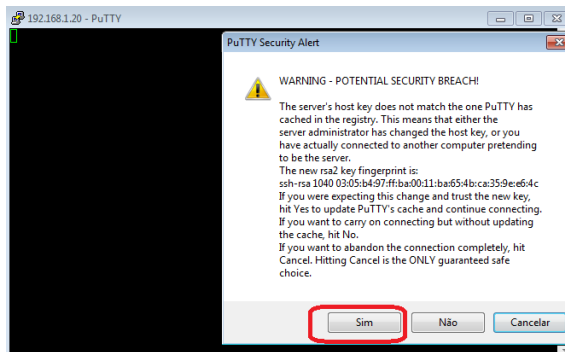 192.168.1.20 - PuTTY
PuTTY Security Alert
WARNING - POTENTIAL SECURITY BREACH!
The server's host key does not match the one PuTTY has
cached in the registry. This means that either the
server administrator has changed the host key, or you
have actually connected to another computer pretending
to be the server.
The new rsa2 key fingerprint is:
ssh-rsa 1040 03:05:b4:97:ff:ba:00:11:ba:65:4b:ca:35:9e:e6:4c
If you were expecting this change and trust the new key,
hit Yes to update PuTTY's cache and continue connecting.
If you want to carry on connecting but without updating
the cache, hit No.
If you want to abandon the connection completely, hit
Cancel. Hitting Cancel is the ONLY guaranteed safe
choice.
Sim Não Cancelar